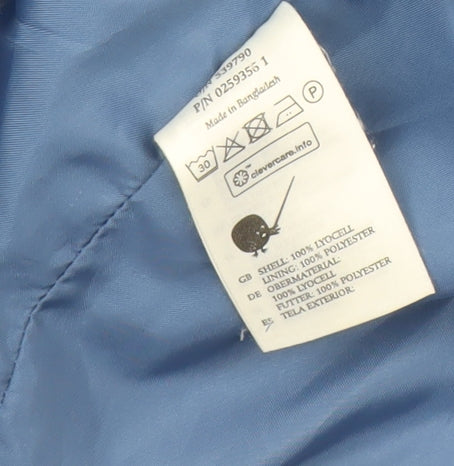 539790
P/N 0259356 1
Made in Bangladesh
30 P
clevercare.info
GB SHELL: 100% LYOCELL
LINING: 100% POLYESTER
DE OBERMATERIAL:
100% LYOCELL
FUTTER: 100% POLYESTER
ES TELA EXTERIOR: